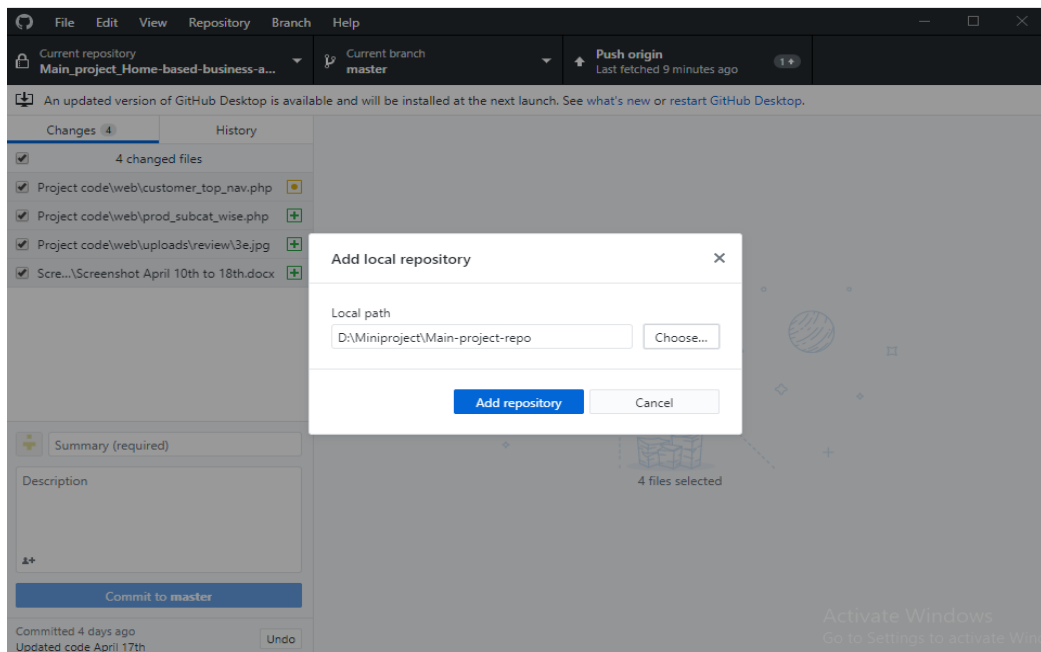 File Edit View Repository Branch Help
Current repository
Main_project_Home-based-business-a...
Current branch
master
Push origin
Last fetched 9 minutes ago
1
An updated version of GitHub Desktop is available and will be installed at the next launch. See what's new or restart GitHub Desktop.
Changes 4 History
4 changed files
Project code\web\customer_top_nav.php
Project code\web\prod_subcat_wise.php
Project code\web\uploads\review\3e.jpg
Scre...\Screenshot April 10th to 18th.docx
Add local repository
Local path
D:\Miniproject\Main-project-repo
Choose...
Add repository
Cancel
4 files selected
Summary (required)
Description
Commit to master
Committed 4 days ago
Updated code April 17th
Undo
Activate Windows
Go to Settings to activate Win